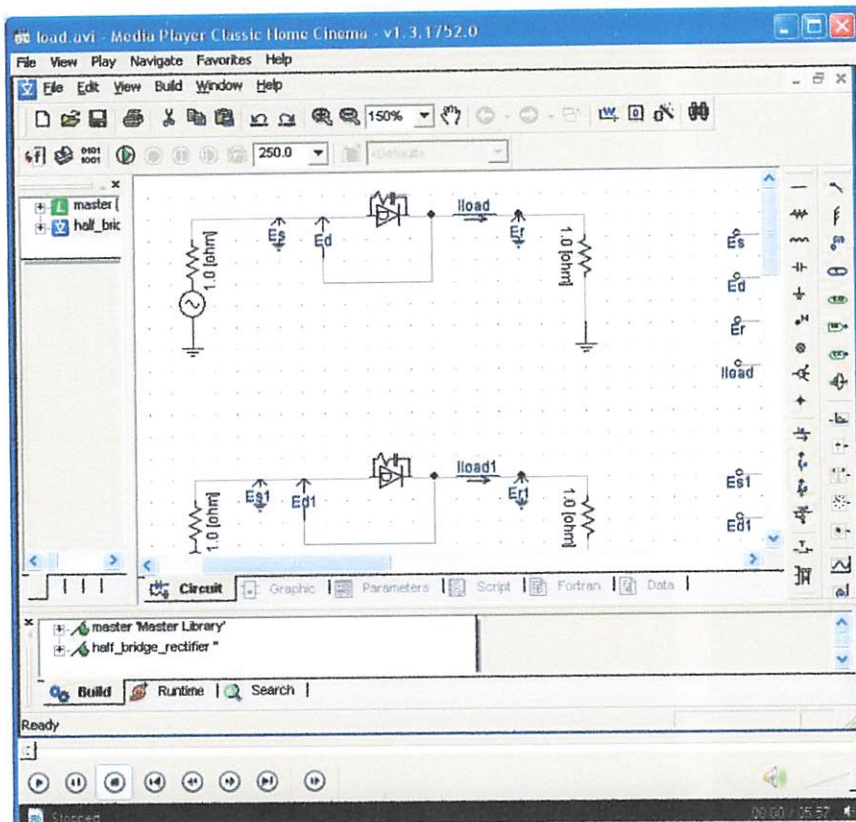 load.avi - Media Player Classic Home Cinema - v1.3.1752.0
File View Play Navigate Favorites Help
File Edit View Build Window Help
150%
250.0
<Default>
master (
half_bric
Es
Ed
Iload
Er
1.0 [ohm]
1.0 [ohm]
Es
Ed
Er
Iload
Es1
Ed1
Iload1
Er1
1.0 [ohm]
1.0 [ohm]
Es1
Ed1
Circuit Graphic Parameters Script Fortran Data
master 'Master Library'
half_bridge_rectifier ''
Build Runtime Search
Ready
Stopped
00:00 / 05:57